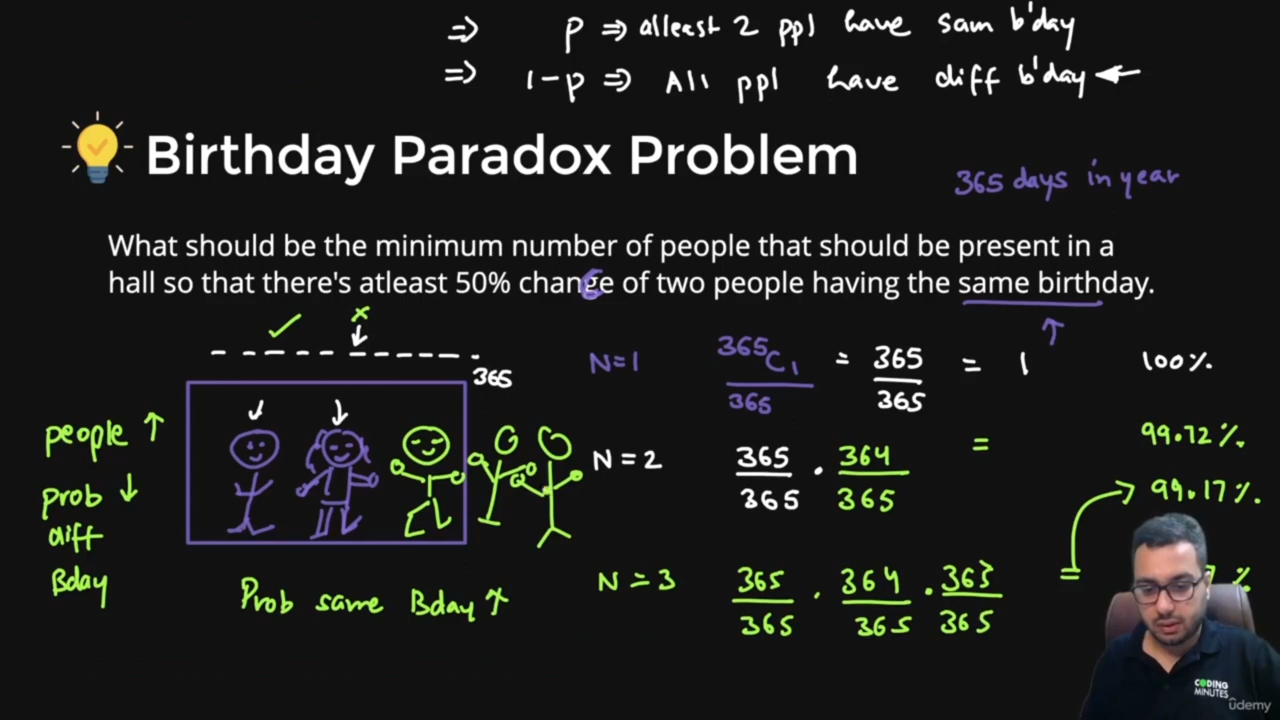 => p => atleast 2 ppl have sam b'day
=> 1-p => All ppl have diff b'day ←
Birthday Paradox Problem
365 days in year
What should be the minimum number of people that should be present in a
hall so that there's atleast 50% change of two people having the same birthday.
365
people ↑
prob ↓
diff
Bday
Prob same Bday ↑
N=1 365C1 / 365 = 365 / 365 = 1 100%.
N=2 365 / 365 . 364 / 365 = 99.72%.
99.17%.
N=3 365 / 365 . 364 / 365 . 363 / 365 = %
CODING
MINUTES
ûdemy